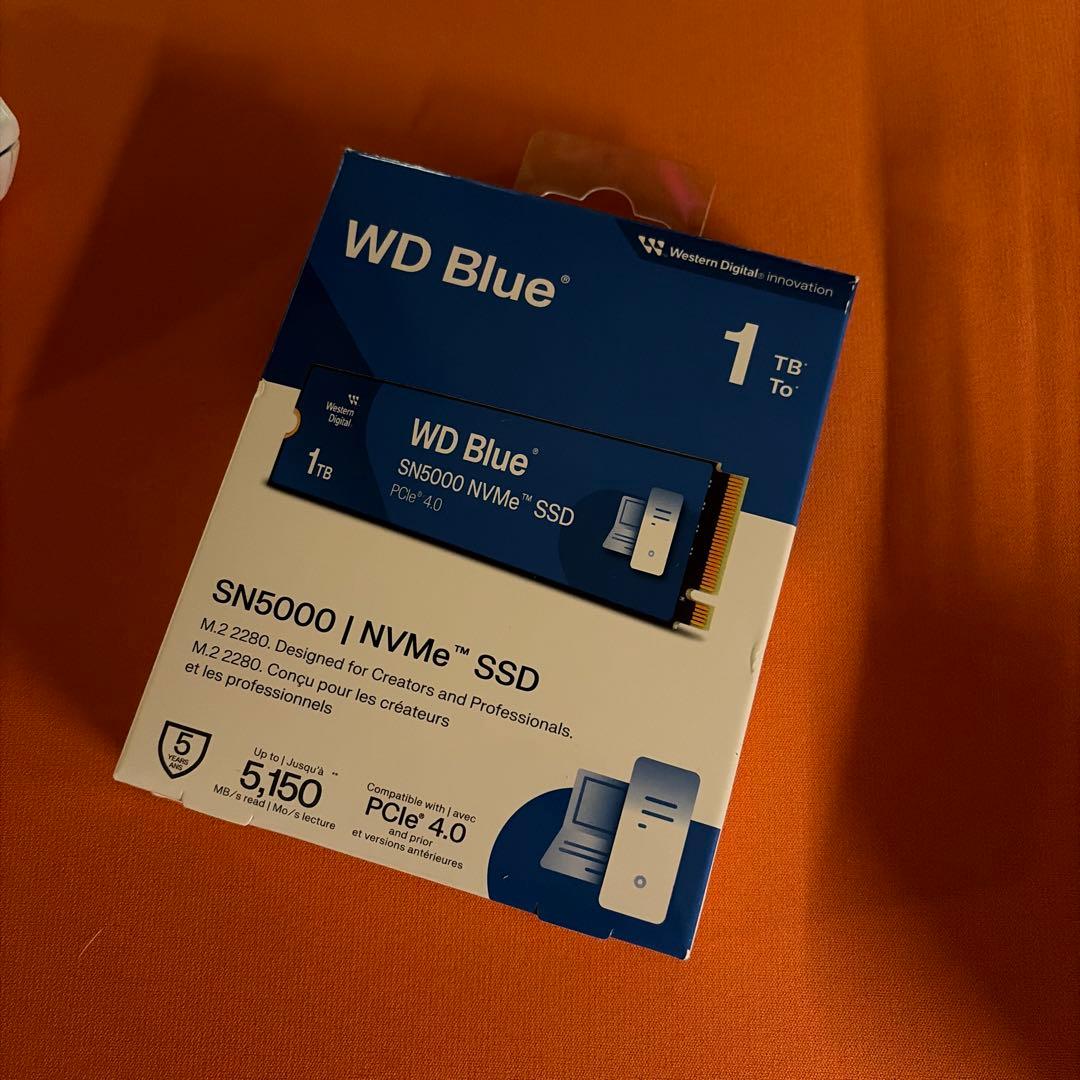 WD Blue®
Western Digital® innovation
1 TB*
To*
Western
Digital®
1TB
WD Blue®
SN5000 NVMe™ SSD
PCIe® 4.0
SN5000 | NVMe™ SSD
M.2 2280. Designed for Creators and Professionals.
M.2 2280. Conçu pour les créateurs
et les professionnels
5
YEARS
ANS
Up to | Jusqu'à **
5,150
MB/s read | Mo/s lecture
Compatible with | avec
PCIe® 4.0
and prior
et versions antérieures